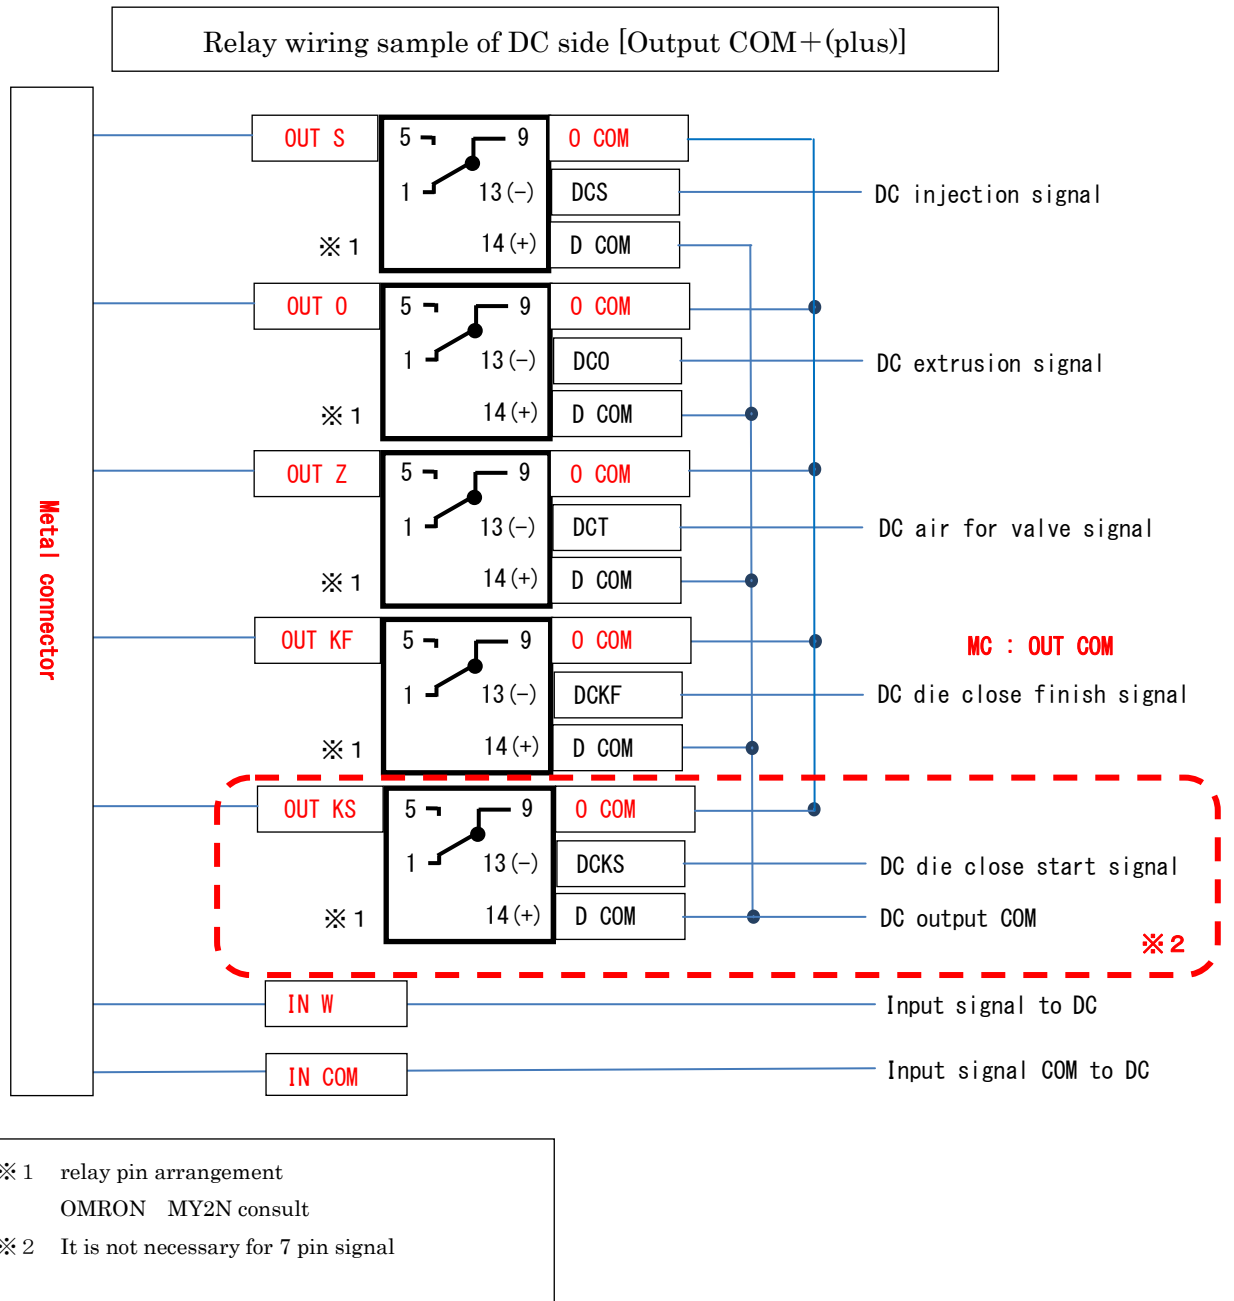 Relay wiring sample of DC side [Output COM＋(plus)]
OUT S
5 9
O COM
1 13(−)
DCS
DC injection signal
※1
14(+)
D COM
OUT O
5 9
O COM
1 13(−)
DCO
DC extrusion signal
※1
14(+)
D COM
OUT Z
5 9
O COM
1 13(−)
DCT
DC air for valve signal
※1
14(+)
D COM
Metal connector
OUT KF
5 9
O COM
MC : OUT COM
1 13(−)
DCKF
DC die close finish signal
※1
14(+)
D COM
OUT KS
5 9
O COM
1 13(−)
DCKS
DC die close start signal
※1
14(+)
D COM
DC output COM
※2
IN W
Input signal to DC
IN COM
Input signal COM to DC
※1 relay pin arrangement
OMRON MY2N consult
※2 It is not necessary for 7 pin signal